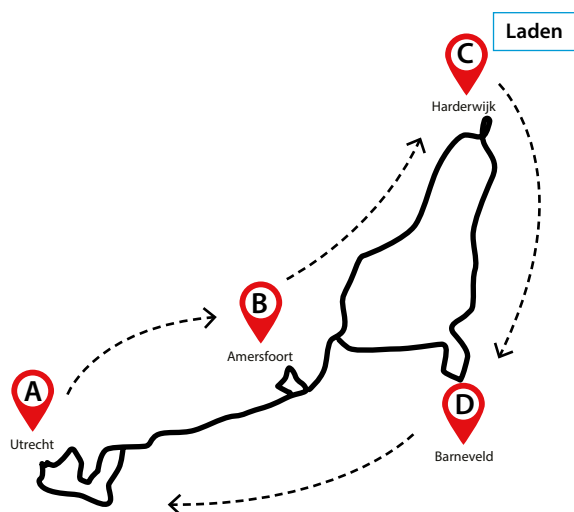 Laden
C
Harderwijk
B
Amersfoort
A
Utrecht
D
Barneveld